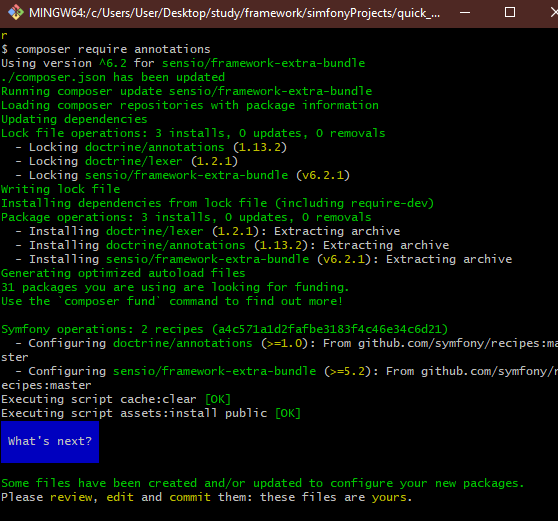 MINGW64:/c/Users/User/Desktop/study/framework/simfonyProjects/quick_...
r
$ composer require annotations
Using version ^6.2 for sensio/framework-extra-bundle
./composer.json has been updated
Running composer update sensio/framework-extra-bundle
Loading composer repositories with package information
Updating dependencies
Lock file operations: 3 installs, 0 updates, 0 removals
  - Locking doctrine/annotations (1.13.2)
  - Locking doctrine/lexer (1.2.1)
  - Locking sensio/framework-extra-bundle (v6.2.1)
Writing lock file
Installing dependencies from lock file (including require-dev)
Package operations: 3 installs, 0 updates, 0 removals
  - Installing doctrine/lexer (1.2.1): Extracting archive
  - Installing doctrine/annotations (1.13.2): Extracting archive
  - Installing sensio/framework-extra-bundle (v6.2.1): Extracting archive
Generating optimized autoload files
31 packages you are using are looking for funding.
Use the `composer fund` command to find out more!
Symfony operations: 2 recipes (a4c571a1d2fafbe3183f4c46e34c6d21)
  - Configuring doctrine/annotations (>=1.0): From github.com/symfony/recipes:ma
ster
  - Configuring sensio/framework-extra-bundle (>=5.2): From github.com/symfony/r
ecipes:master
Executing script cache:clear [OK]
Executing script assets:install public [OK]
What's next?
Some files have been created and/or updated to configure your new packages.
Please review, edit and commit them: these files are yours.